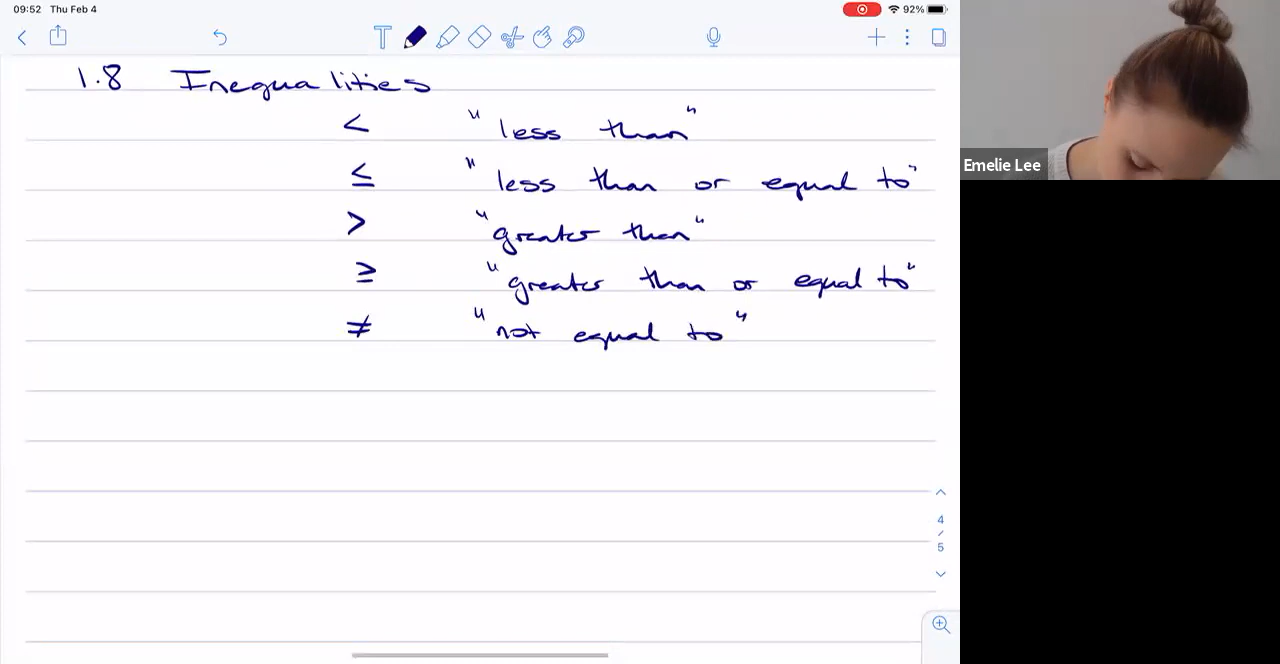 09:52 Thu Feb 4 92%
1.8 Inequalities
< "less than"
≤ "less than or equal to"
> "greater than"
≥ "greater than or equal to"
≠ "not equal to"
Emelie Lee
4
/
5